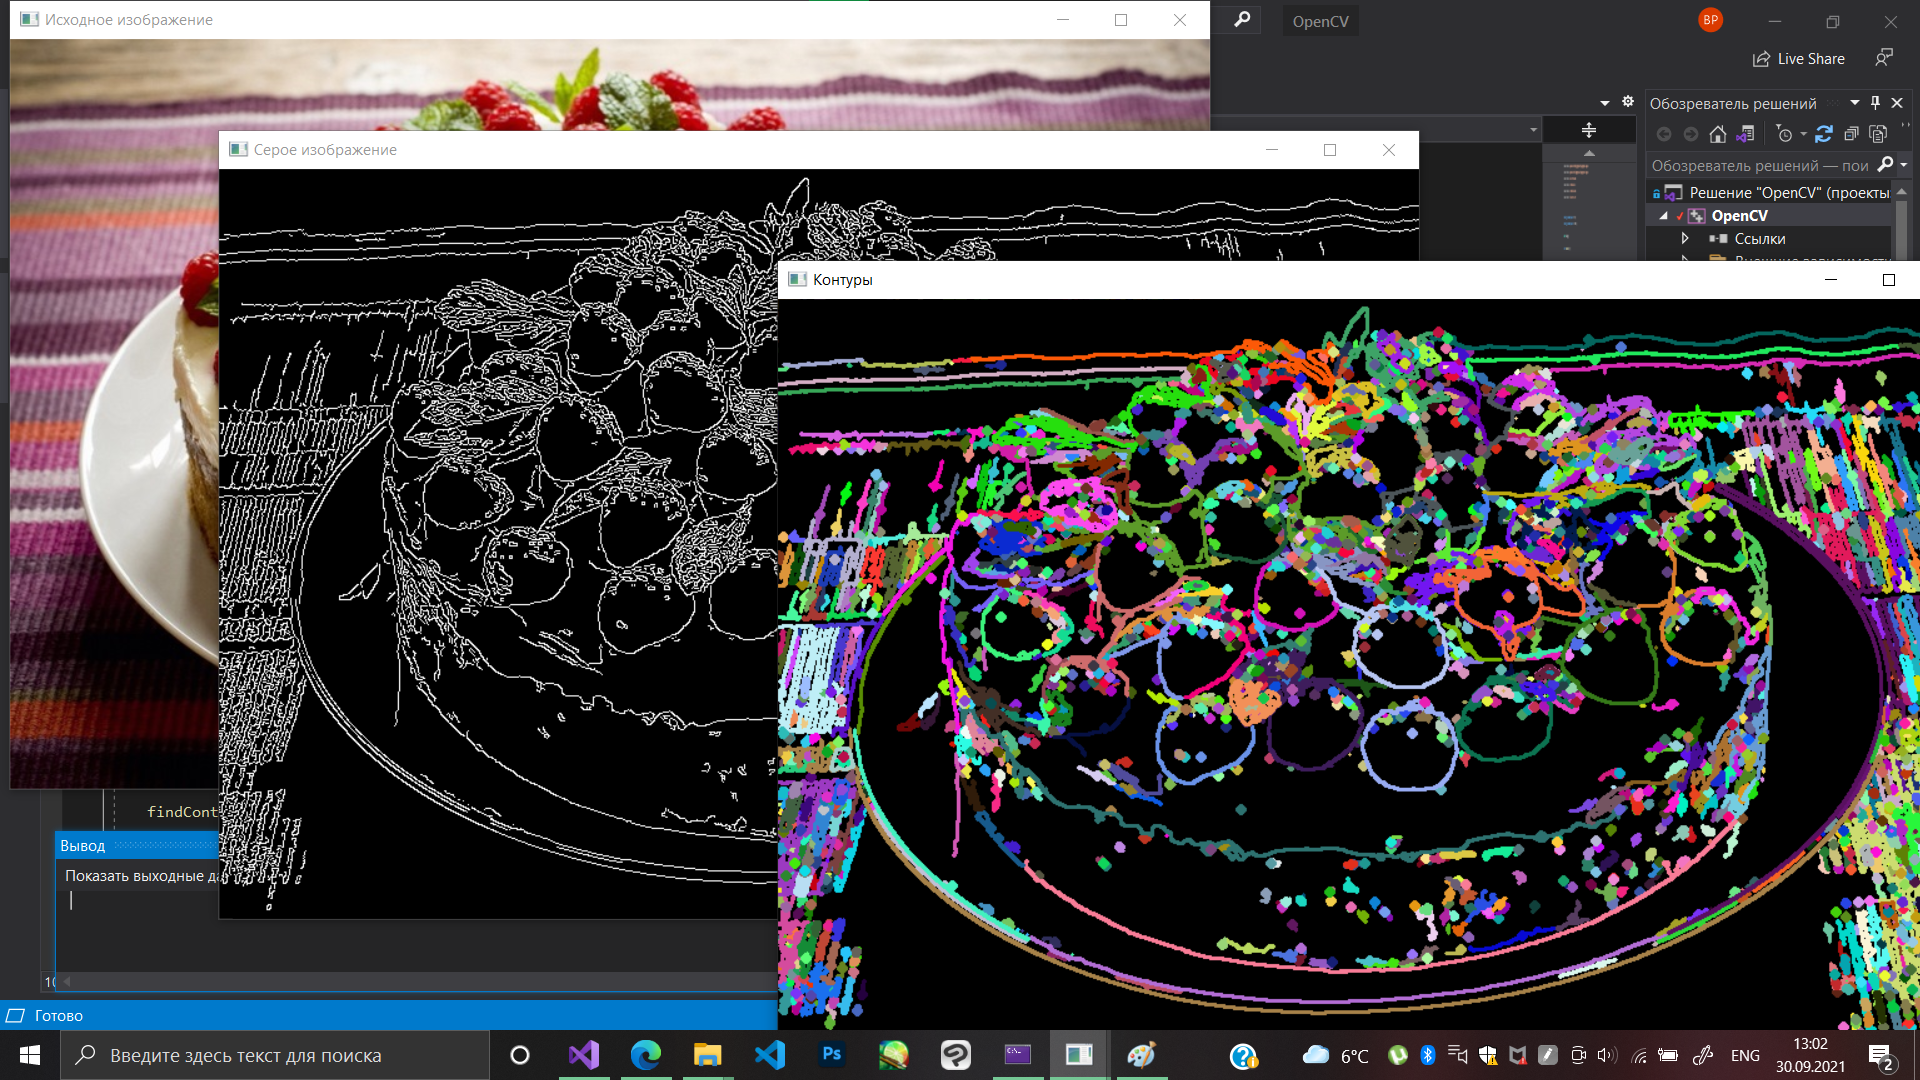 Исходное изображение
OpenCV
BP
Live Share
Обозреватель решений
Серое изображение
Обозреватель решений — пои
Решение "OpenCV" (проекты
OpenCV
Ссылки
Контуры
findCont
Вывод
Показать выходные да
10
Готово
Введите здесь текст для поиска
Ps
C:\
6°C
ENG
13:02
30.09.2021
2